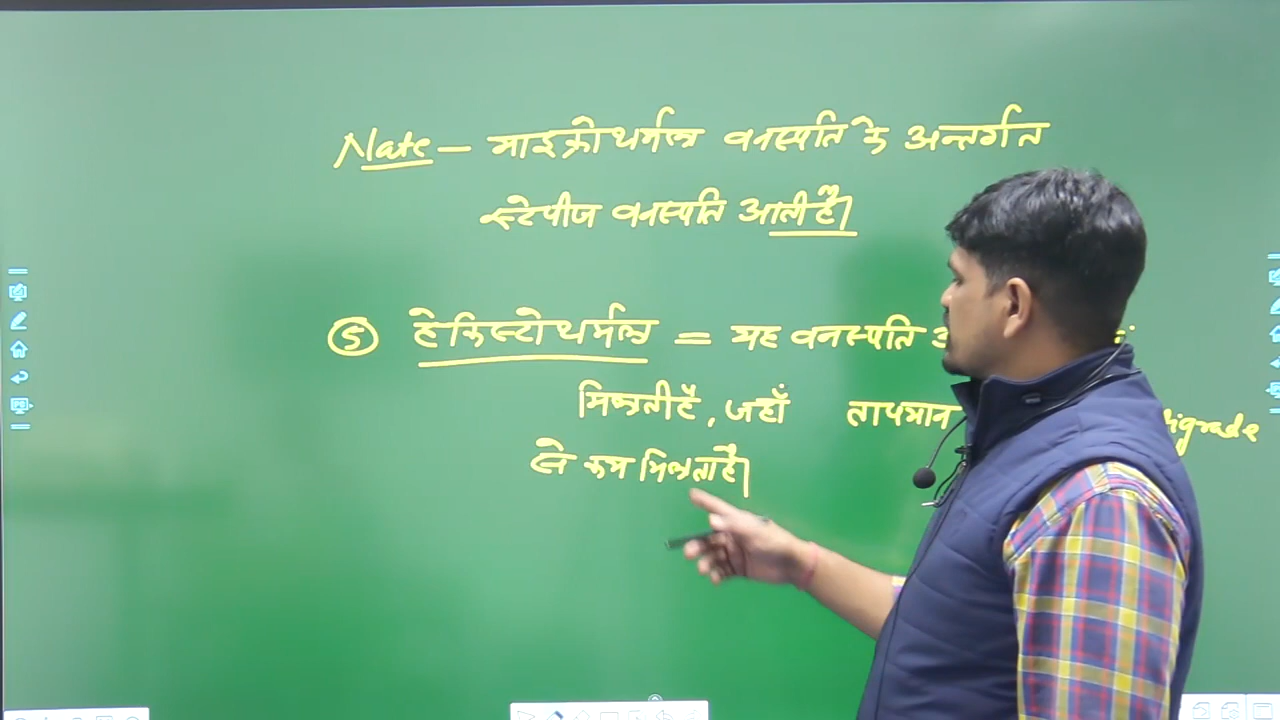 Note – माइक्रोथर्मल वनस्पति के अन्तर्गत
स्टेपीज वनस्पति आती है।
⑤ हेकिस्टोथर्मल = यह वनस्पति
मिलती है, जहाँ तापमान
से कम मिलता है।